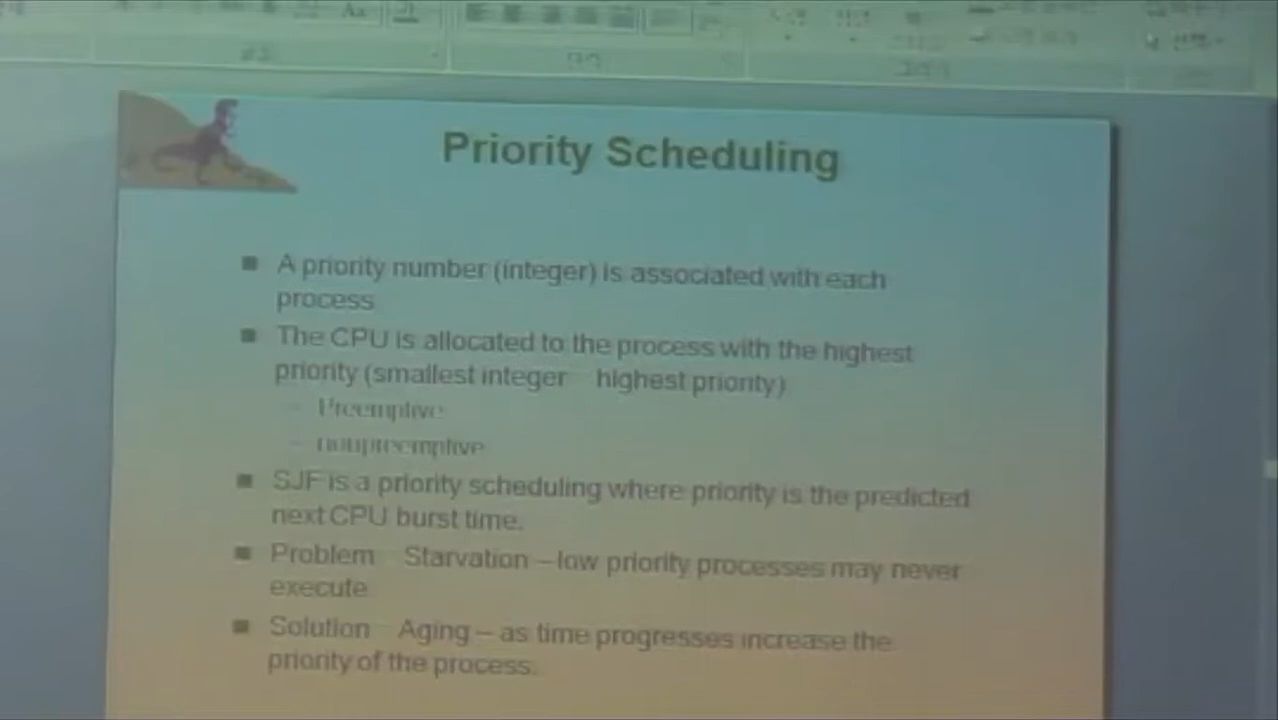 Priority Scheduling
A priority number (integer) is associated with each
process
The CPU is allocated to the process with the highest
priority (smallest integer highest priority)
– Preemptive
– nonpreemptive
SJF is a priority scheduling where priority is the predicted
next CPU burst time.
Problem Starvation – low priority processes may never
execute
Solution Aging – as time progresses increase the
priority of the process.